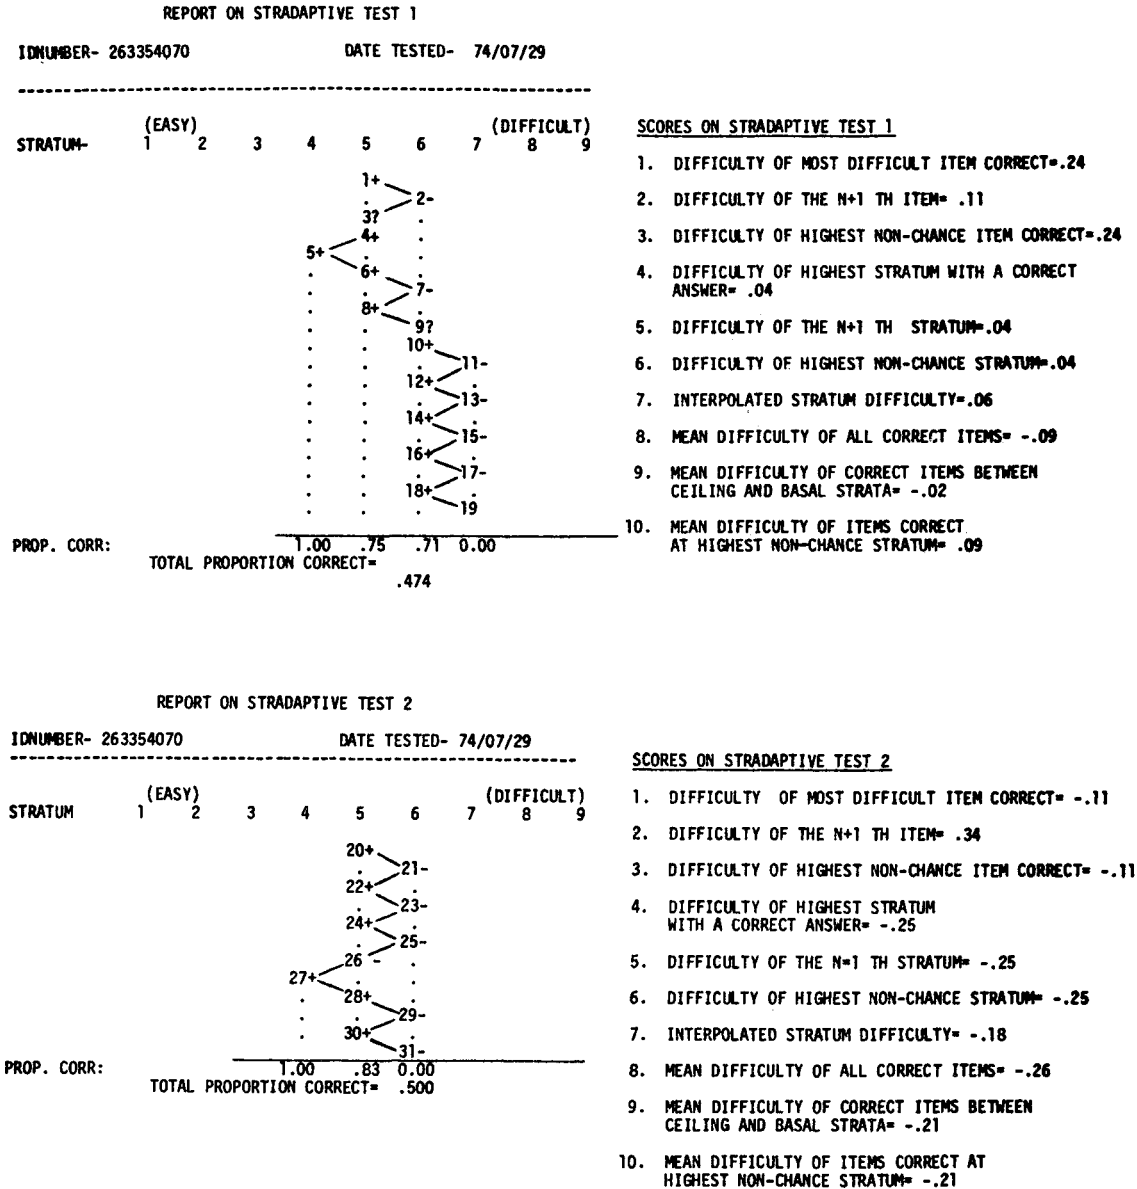 REPORT ON STRADAPTIVE TEST 1
IDNUMBER- 263354070 DATE TESTED- 74/07/29
(EASY) (DIFFICULT)
STRATUM- 1 2 3 4 5 6 7 8 9
1+
2-
3?
4+
5+
6+
7-
8+
9?
10+
11-
12+
13-
14+
15-
16+
17-
18+
19
PROP. CORR: 1.00 .75 .71 0.00
TOTAL PROPORTION CORRECT=
.474
SCORES ON STRADAPTIVE TEST 1
1. DIFFICULTY OF MOST DIFFICULT ITEM CORRECT=.24
2. DIFFICULTY OF THE N+1 TH ITEM= .11
3. DIFFICULTY OF HIGHEST NON-CHANCE ITEM CORRECT=.24
4. DIFFICULTY OF HIGHEST STRATUM WITH A CORRECT
ANSWER= .04
5. DIFFICULTY OF THE N+1 TH STRATUM=.04
6. DIFFICULTY OF HIGHEST NON-CHANCE STRATUM=.04
7. INTERPOLATED STRATUM DIFFICULTY=.06
8. MEAN DIFFICULTY OF ALL CORRECT ITEMS= -.09
9. MEAN DIFFICULTY OF CORRECT ITEMS BETWEEN
CEILING AND BASAL STRATA= -.02
10. MEAN DIFFICULTY OF ITEMS CORRECT
AT HIGHEST NON-CHANCE STRATUM= .09
REPORT ON STRADAPTIVE TEST 2
IDNUMBER- 263354070 DATE TESTED- 74/07/29
(EASY) (DIFFICULT)
STRATUM 1 2 3 4 5 6 7 8 9
20+
21-
22+
23-
24+
25-
26 -
27+
28+
29-
30+
31-
PROP. CORR: 1.00 .83 0.00
TOTAL PROPORTION CORRECT= .500
SCORES ON STRADAPTIVE TEST 2
1. DIFFICULTY OF MOST DIFFICULT ITEM CORRECT= -.11
2. DIFFICULTY OF THE N+1 TH ITEM= .34
3. DIFFICULTY OF HIGHEST NON-CHANCE ITEM CORRECT= -.11
4. DIFFICULTY OF HIGHEST STRATUM
WITH A CORRECT ANSWER= -.25
5. DIFFICULTY OF THE N=1 TH STRATUM= -.25
6. DIFFICULTY OF HIGHEST NON-CHANCE STRATUM= -.25
7. INTERPOLATED STRATUM DIFFICULTY= -.18
8. MEAN DIFFICULTY OF ALL CORRECT ITEMS= -.26
9. MEAN DIFFICULTY OF CORRECT ITEMS BETWEEN
CEILING AND BASAL STRATA= -.21
10. MEAN DIFFICULTY OF ITEMS CORRECT AT
HIGHEST NON-CHANCE STRATUM= -.21